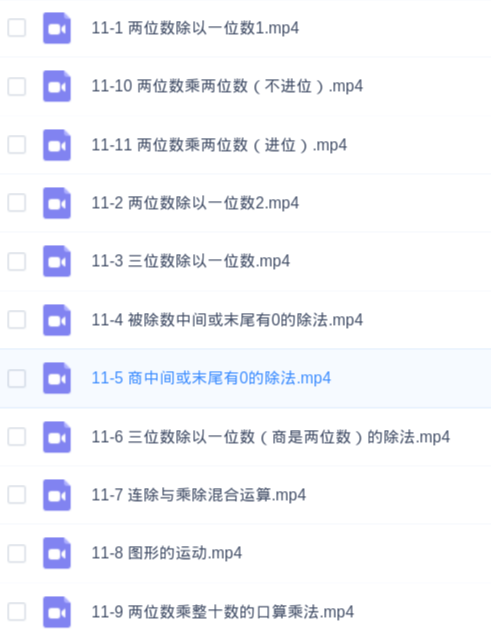 11-1 两位数除以一位数1.mp4
11-10 两位数乘两位数（不进位）.mp4
11-11 两位数乘两位数（进位）.mp4
11-2 两位数除以一位数2.mp4
11-3 三位数除以一位数.mp4
11-4 被除数中间或末尾有0的除法.mp4
11-5 商中间或末尾有0的除法.mp4
11-6 三位数除以一位数（商是两位数）的除法.mp4
11-7 连除与乘除混合运算.mp4
11-8 图形的运动.mp4
11-9 两位数乘整十数的口算乘法.mp4